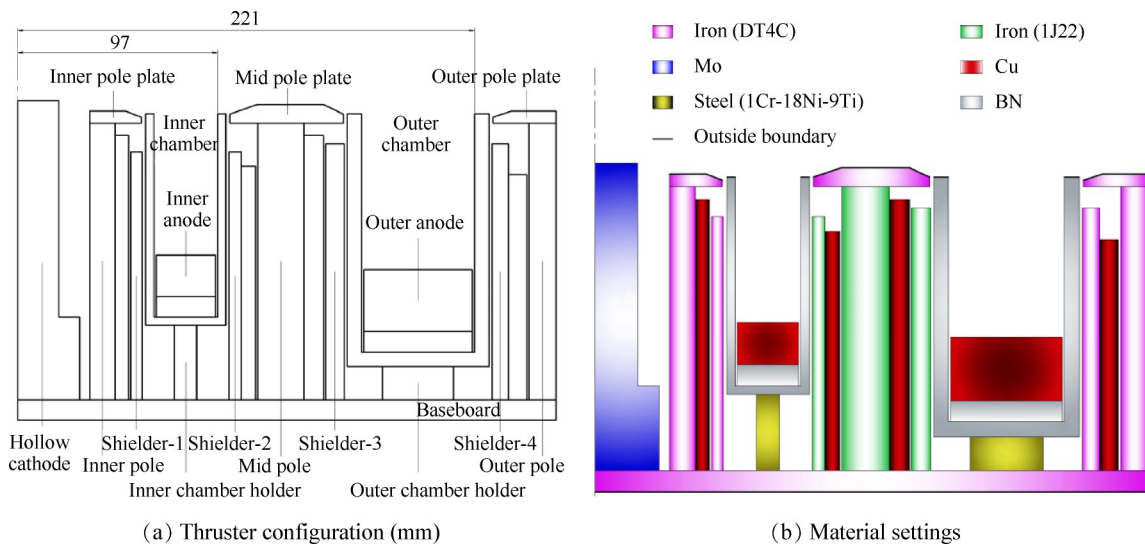 221
97
Inner pole plate
Mid pole plate
Outer pole plate
Inner
chamber
Outer
chamber
Inner
anode
Outer anode
Baseboard
Hollow
cathode
Shielder-1
Shielder-2
Shielder-3
Shielder-4
Inner pole
Mid pole
Outer pole
Inner chamber holder
Outer chamber holder
(a) Thruster configuration (mm)
Iron (DT4C)
Iron (1J22)
Mo
Cu
Steel (1Cr-18Ni-9Ti)
BN
Outside boundary
(b) Material settings